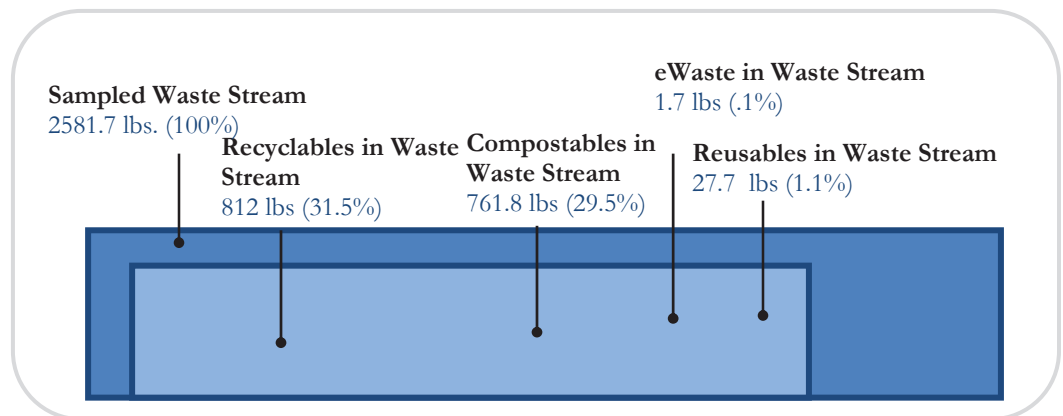 Sampled Waste Stream
2581.7 lbs. (100%)
Recyclables in Waste
Stream
812 lbs (31.5%)
Compostables in
Waste Stream
761.8 lbs (29.5%)
eWaste in Waste Stream
1.7 lbs (.1%)
Reusables in Waste Stream
27.7  lbs (1.1%)